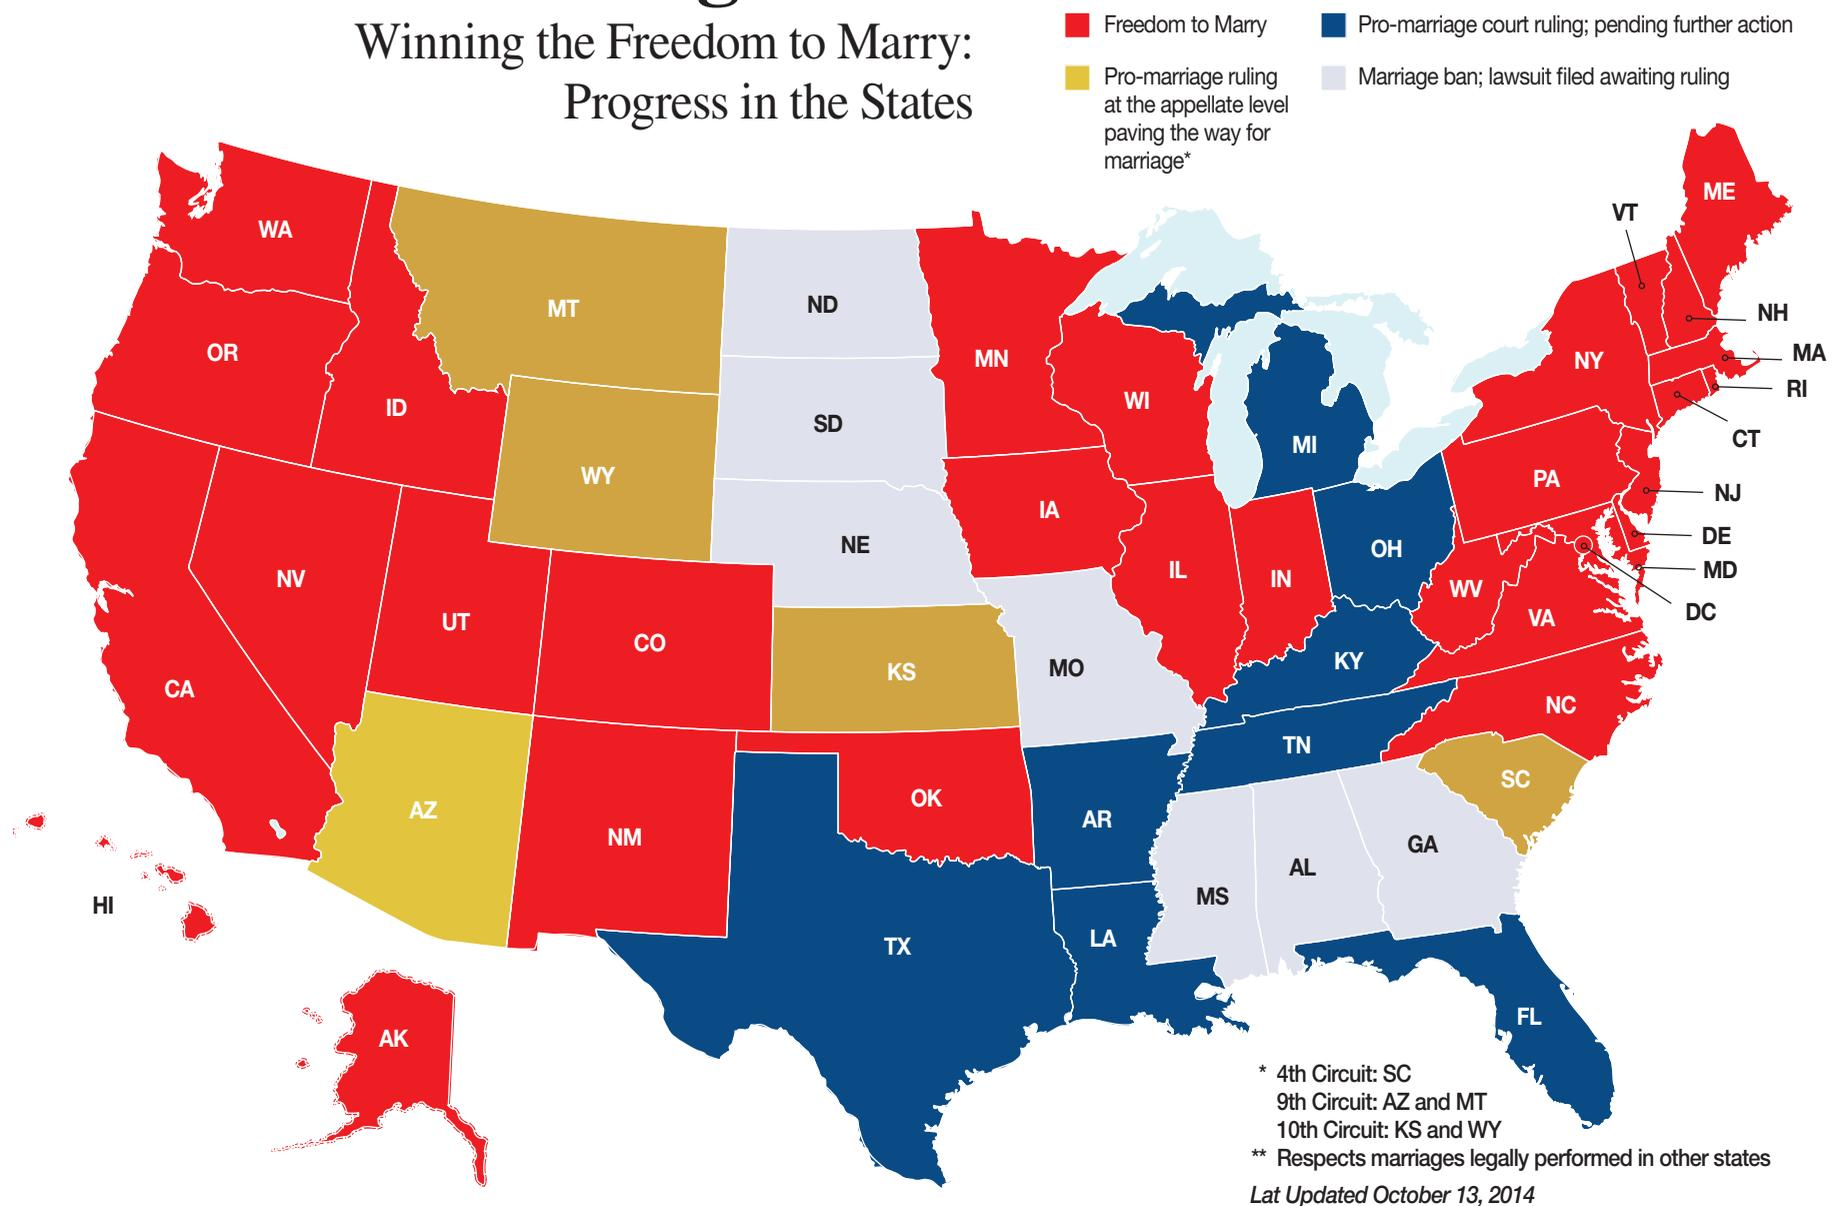 Winning the Freedom to Marry:
Progress in the States
Freedom to Marry
Pro-marriage ruling
at the appellate level
paving the way for
marriage*
Pro-marriage court ruling; pending further action
Marriage ban; lawsuit filed awaiting ruling
ME
VT
WA
MT
ND
NH
OR
MN
NY
MA
ID
SD
WI
RI
MI
CT
WY
PA
NJ
IA
NE
OH
DE
NV
IL
IN
WV
MD
UT
VA
DC
CO
KS
MO
KY
CA
NC
TN
AZ
OK
SC
NM
AR
GA
AL
MS
HI
TX
LA
FL
AK
* 4th Circuit: SC
9th Circuit: AZ and MT
10th Circuit: KS and WY
** Respects marriages legally performed in other states
Lat Updated October 13, 2014